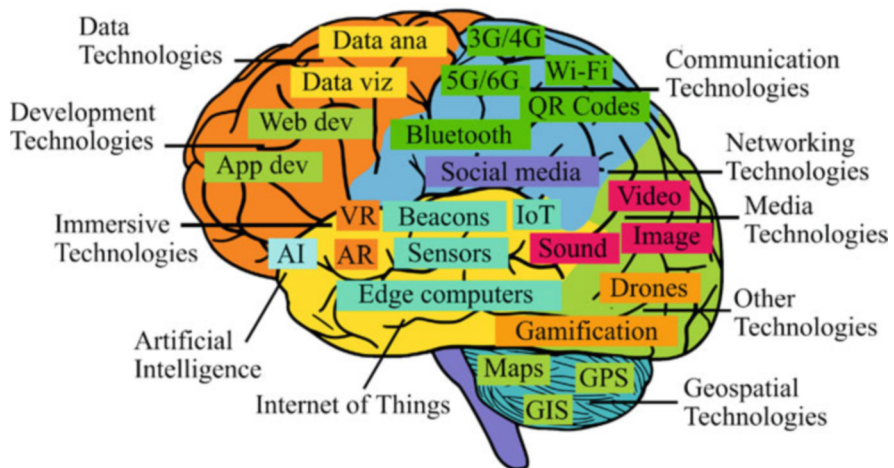 Data
Technologies
Data ana
3G/4G
Data viz
5G/6G
Wi-Fi
Communication
Technologies
Development
Technologies
Web dev
QR Codes
Bluetooth
App dev
Social media
Networking
Technologies
Video
Immersive
Technologies
VR
Beacons
IoT
Media
Technologies
AI
AR
Sensors
Sound
Image
Edge computers
Drones
Other
Technologies
Gamification
Artificial
Intelligence
Maps
GPS
Internet of Things
GIS
Geospatial
Technologies